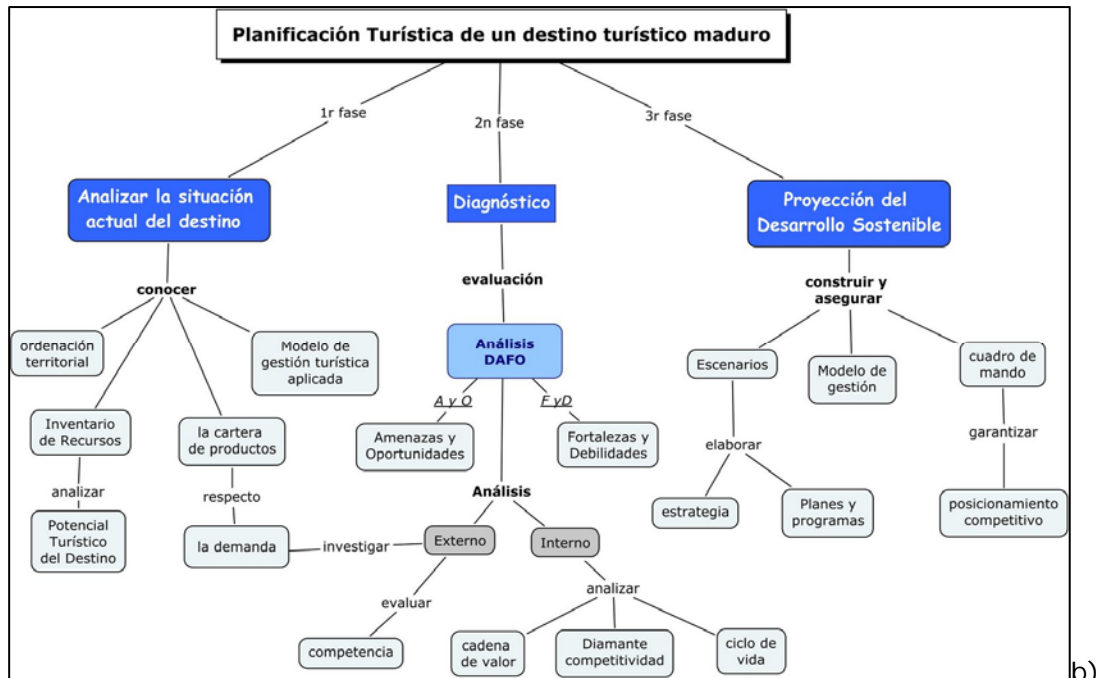 Planificación Turística de un destino turístico maduro
1r fase
2n fase
3r fase
Analizar la situación
actual del destino
Diagnóstico
Proyección del
Desarrollo Sostenible
conocer
evaluación
construir y
asegurar
ordenación
territorial
Modelo de
gestión turística
aplicada
Análisis
DAFO
Escenarios
Modelo de
gestión
cuadro de
mando
Inventario
de Recursos
la cartera
de productos
A y O
F yD
Amenazas y
Oportunidades
Fortalezas y
Debilidades
elaborar
garantizar
analizar
respecto
Análisis
estrategia
Planes y
programas
posicionamiento
competitivo
Potencial
Turístico
del Destino
la demanda
investigar
Externo
Interno
evaluar
analizar
competencia
cadena
de valor
Diamante
competitividad
ciclo de
vida
b)